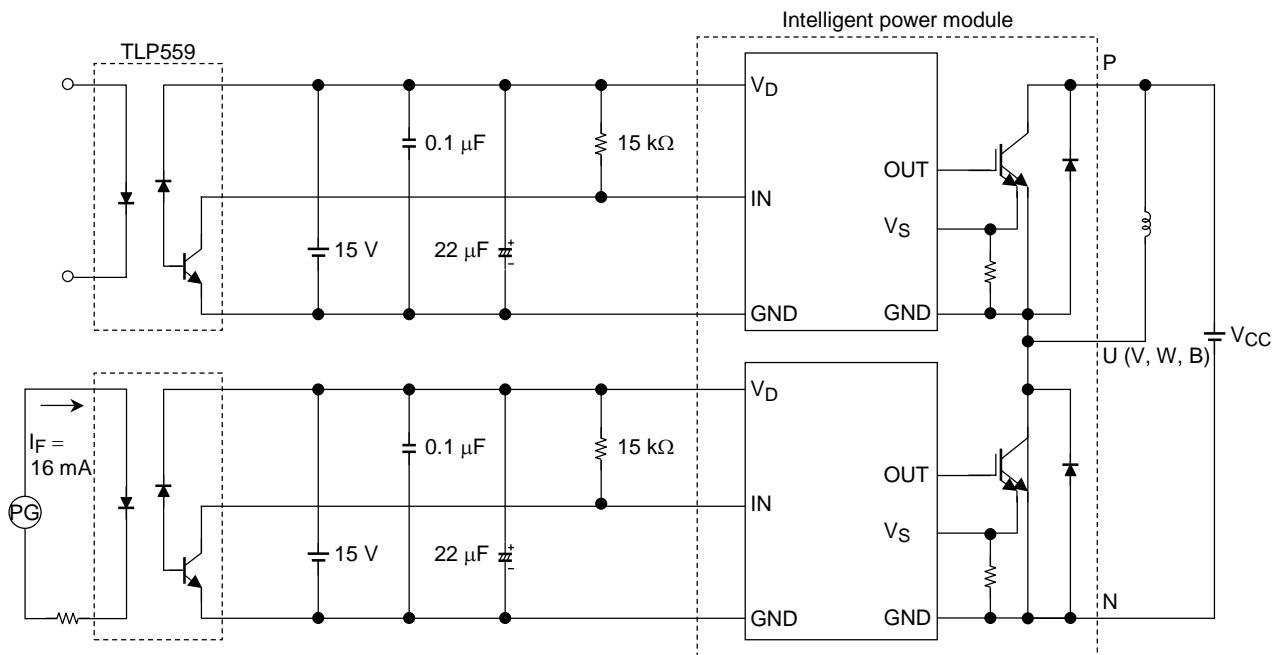 Intelligent power module
TLP559
P
VD
0.1 μF
15 kΩ
OUT
IN
VS
15 V
22 μF
+
−
GND
GND
U (V, W, B)
VCC
VD
IF =
16 mA
0.1 μF
15 kΩ
OUT
PG
IN
VS
15 V
22 μF
+
−
N
GND
GND